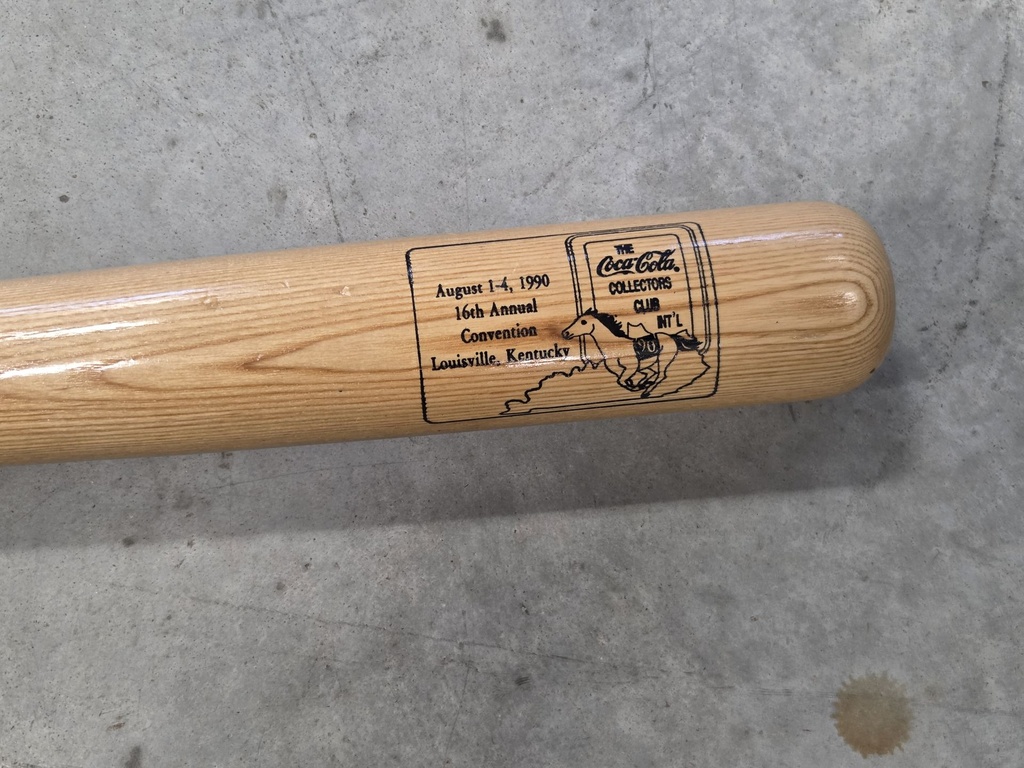 August 1-4, 1990
16th Annual
Convention
Louisville, Kentucky
THE
Coca-Cola
COLLECTORS
CLUB
INT'L
90